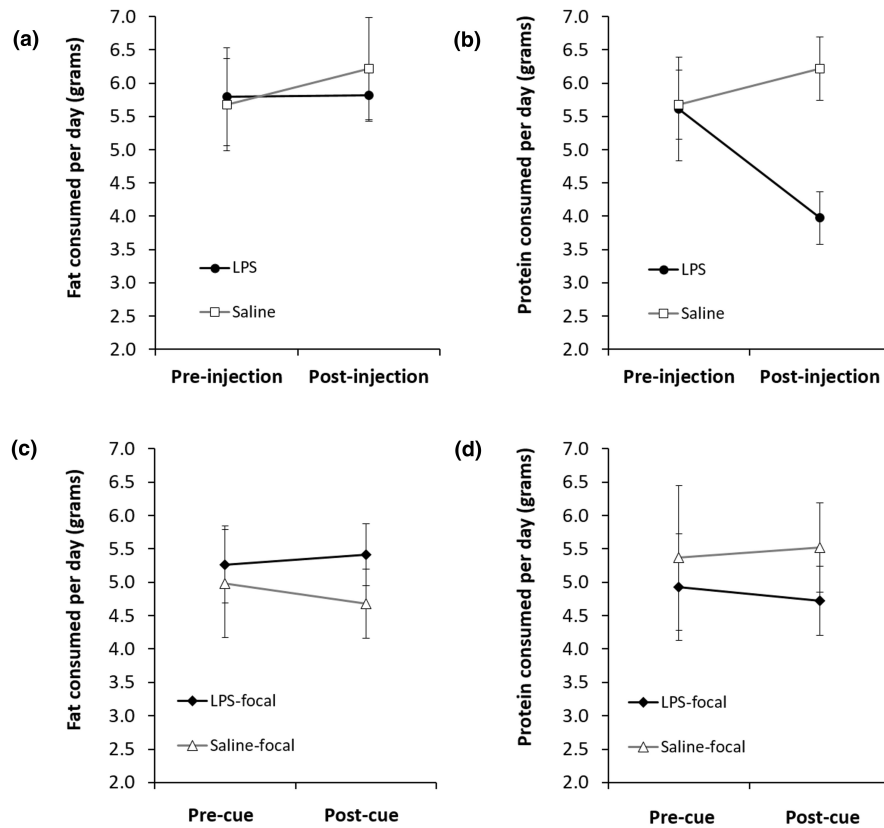 (a)
Fat consumed per day (grams)
7.0
6.5
6.0
5.5
5.0
4.5
4.0
3.5
3.0
2.5
2.0
LPS
Saline
Pre-injection Post-injection
(b)
Protein consumed per day (grams)
7.0
6.5
6.0
5.5
5.0
4.5
4.0
3.5
3.0
2.5
2.0
LPS
Saline
Pre-injection Post-injection
(c)
Fat consumed per day (grams)
7.0
6.5
6.0
5.5
5.0
4.5
4.0
3.5
3.0
2.5
2.0
LPS-focal
Saline-focal
Pre-cue Post-cue
(d)
Protein consumed per day (grams)
7.0
6.5
6.0
5.5
5.0
4.5
4.0
3.5
3.0
2.5
2.0
LPS-focal
Saline-focal
Pre-cue Post-cue